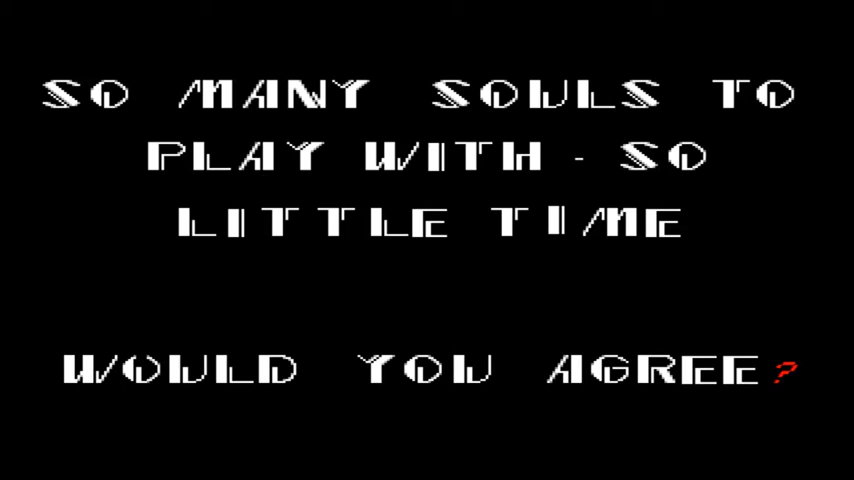 SO MANY SOULS TO
PLAY WITH - SO
LITTLE TIME
WOULD YOU AGREE?